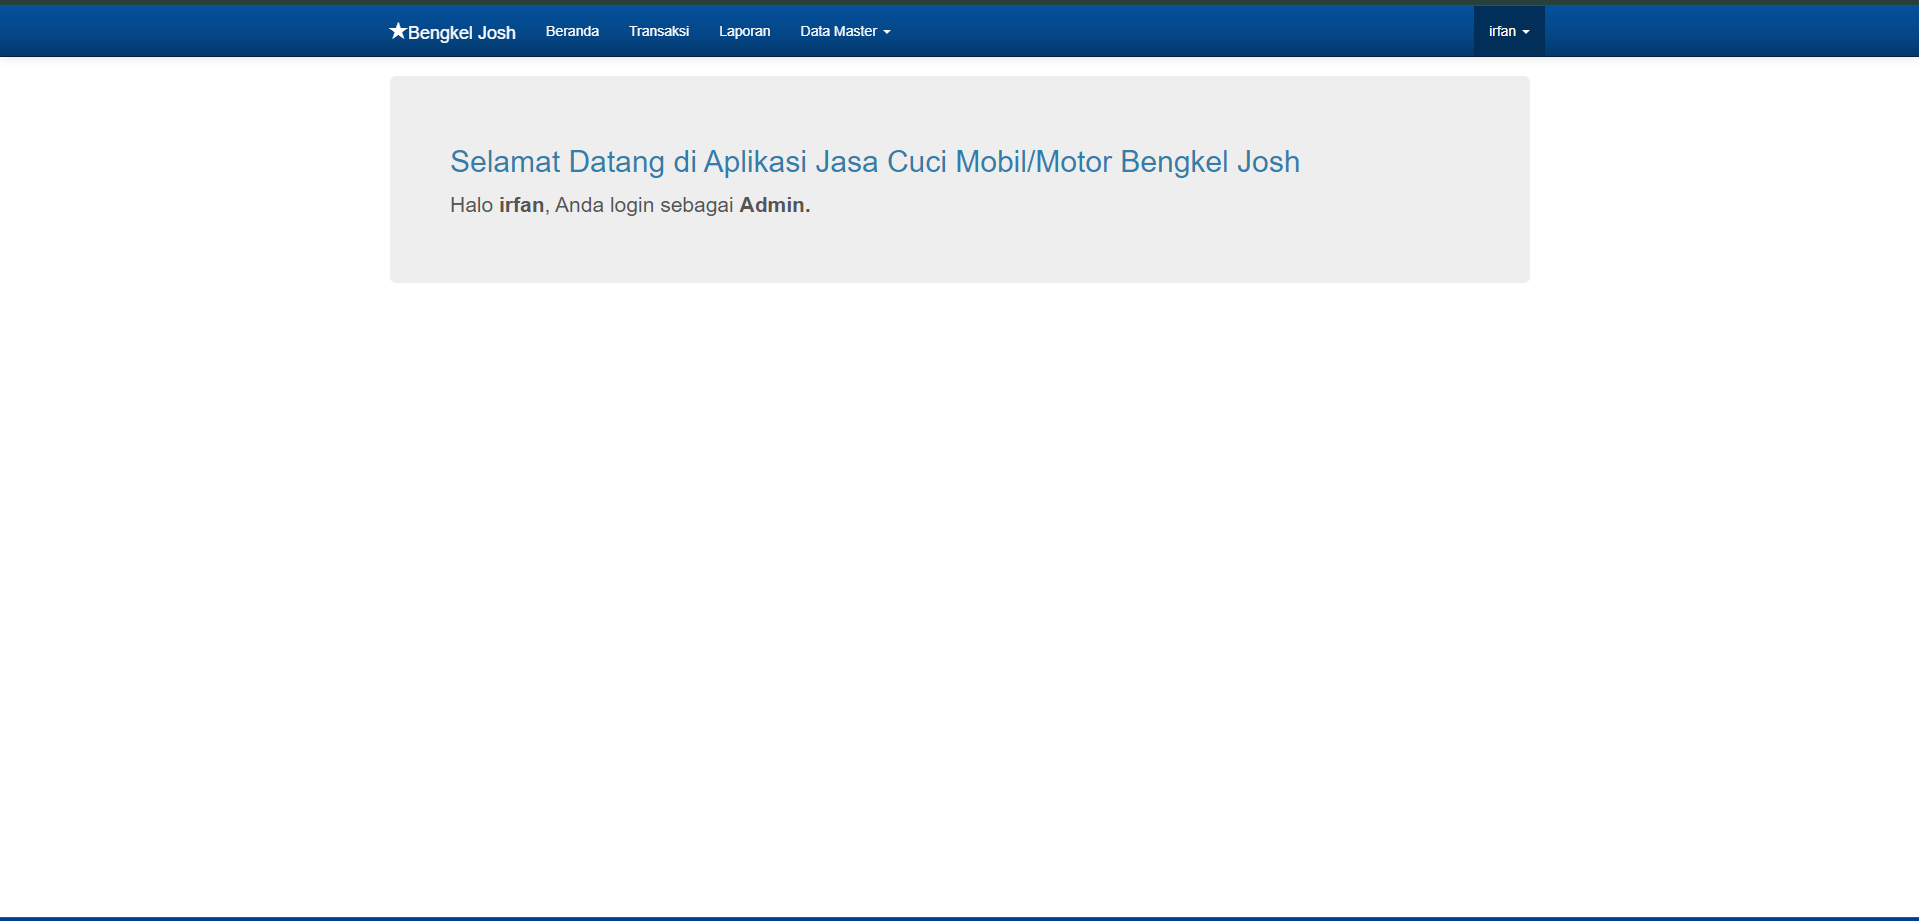 Bengkel Josh Beranda Transaksi Laporan Data Master irfan
Selamat Datang di Aplikasi Jasa Cuci Mobil/Motor Bengkel Josh
Halo irfan, Anda login sebagai Admin.